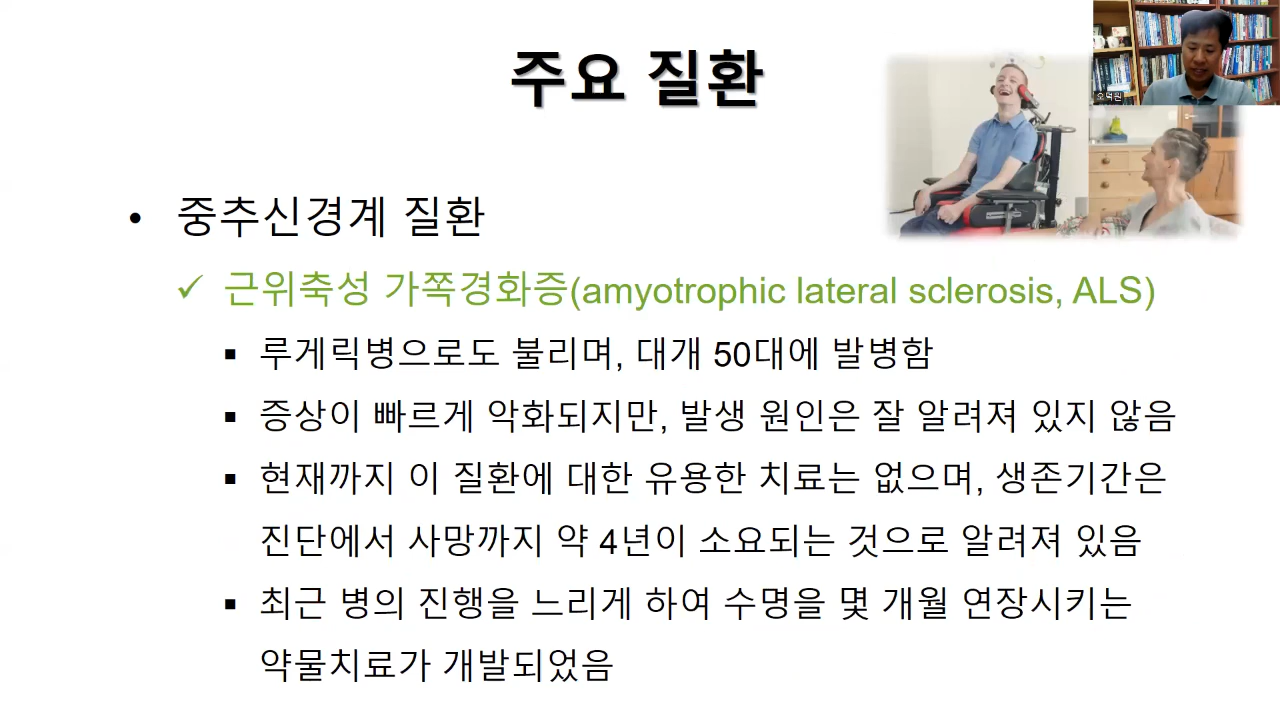 주요 질환
오덕원
• 중추신경계 질환
✓ 근위축성 가쪽경화증(amyotrophic lateral sclerosis, ALS)
▪ 루게릭병으로도 불리며, 대개 50대에 발병함
▪ 증상이 빠르게 악화되지만, 발생 원인은 잘 알려져 있지 않음
▪ 현재까지 이 질환에 대한 유용한 치료는 없으며, 생존기간은
진단에서 사망까지 약 4년이 소요되는 것으로 알려져 있음
▪ 최근 병의 진행을 느리게 하여 수명을 몇 개월 연장시키는
약물치료가 개발되었음